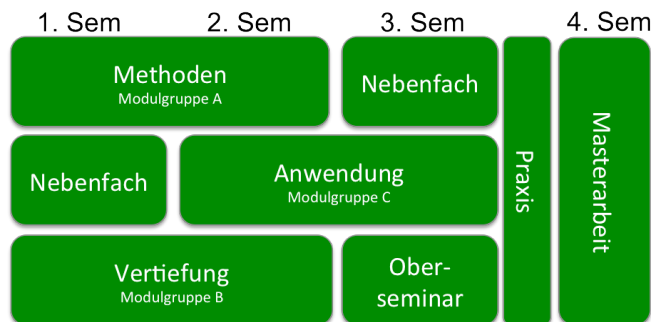 1. Sem 2. Sem 3. Sem 4. Sem
Methoden
Modulgruppe A
Nebenfach
Nebenfach
Anwendung
Modulgruppe C
Vertiefung
Modulgruppe B
Ober-
seminar
Praxis
Masterarbeit